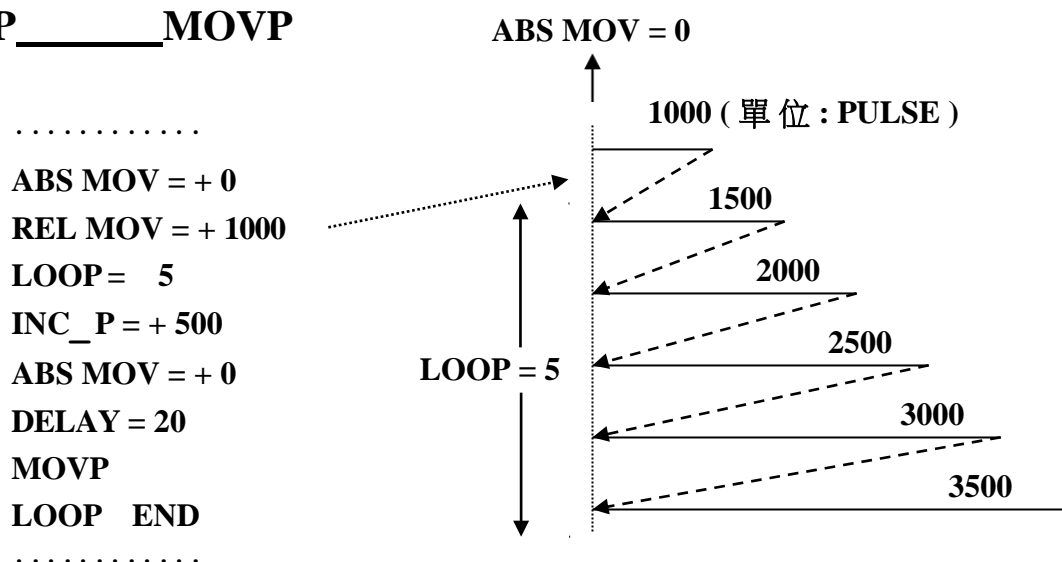 P______MOVP
............
ABS MOV = + 0
REL MOV = + 1000
LOOP = 5
INC_P = + 500
ABS MOV = + 0
DELAY = 20
MOVP
LOOP END
............
ABS MOV = 0
1000 ( 單 位 : PULSE )
1500
2000
2500
LOOP = 5
3000
3500